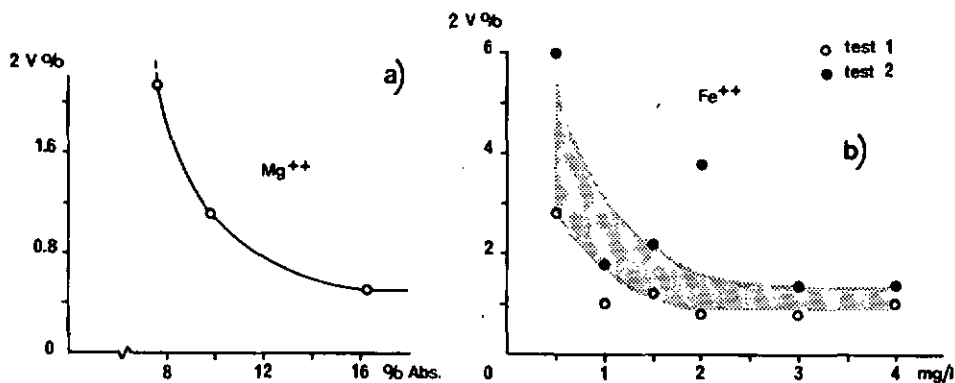 2 V %
a)
Mg++
1.6
0.8
0
8 12 16 % Abs.
2 V %
test 1
test 2
Fe++
b)
6
4
2
0
1 2 3 4 mg/l